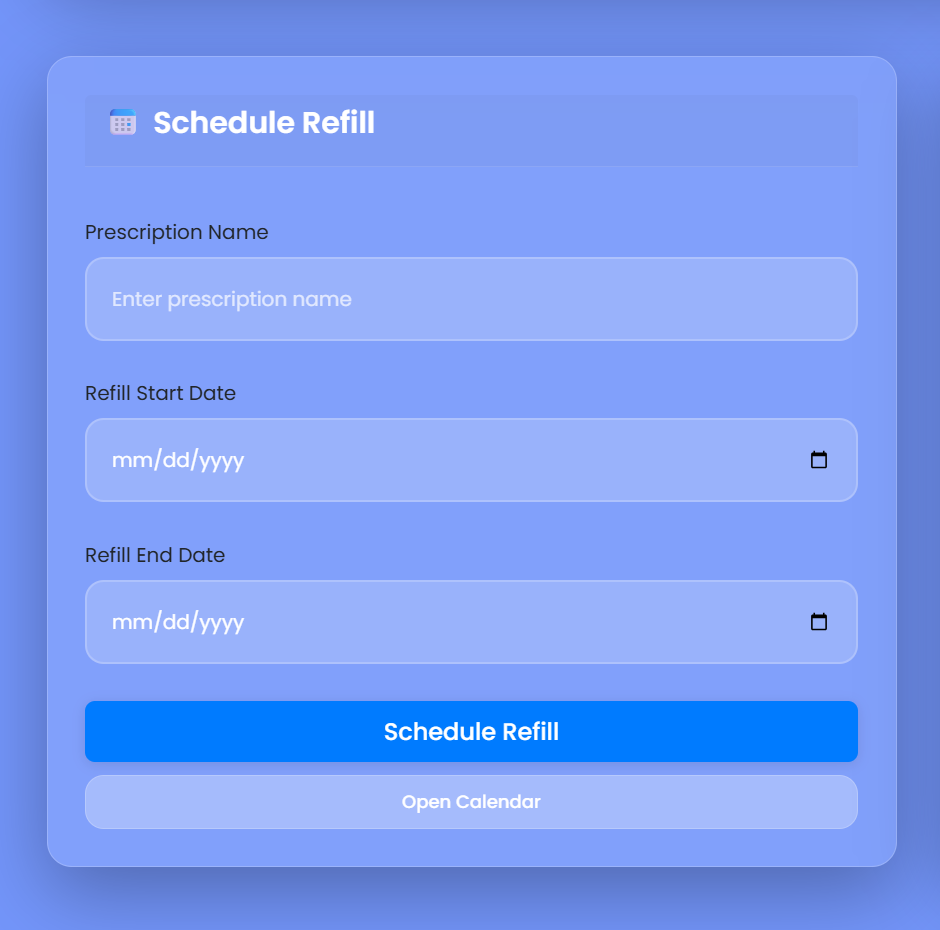 Schedule Refill
Prescription Name
Enter prescription name
Refill Start Date
mm/dd/yyyy
Refill End Date
mm/dd/yyyy
Schedule Refill
Open Calendar